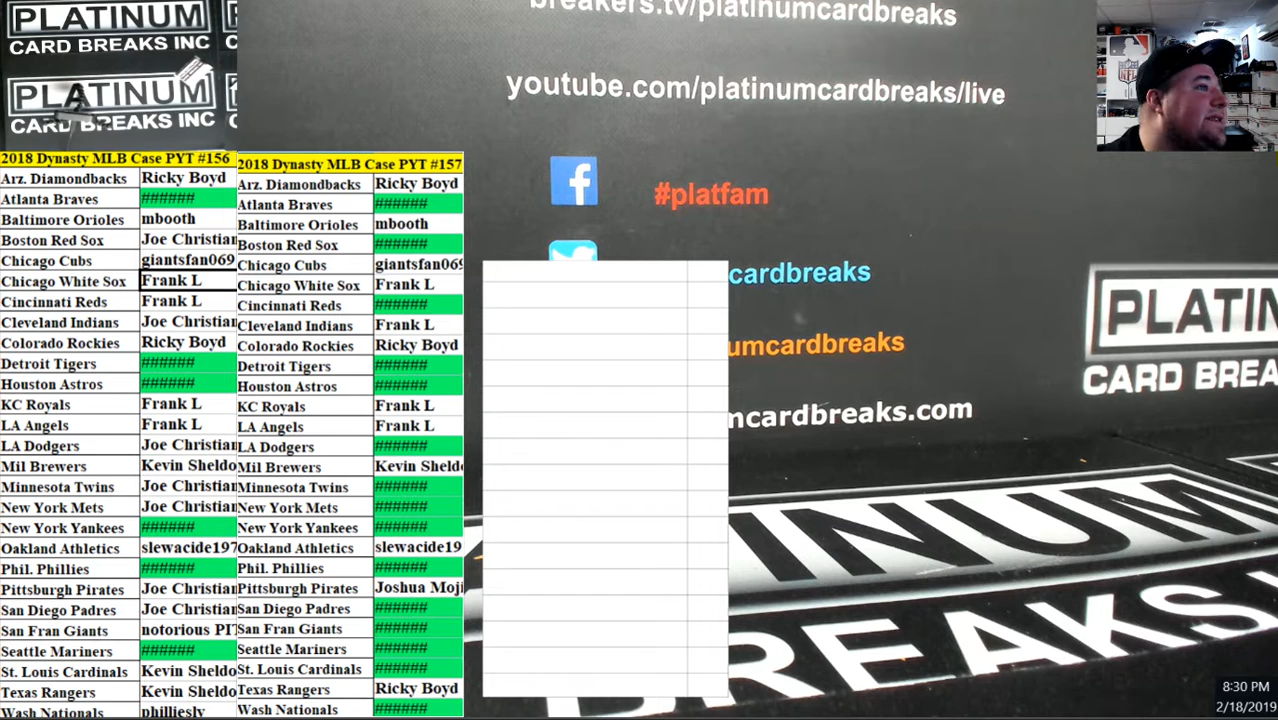 PLATINUM
CARD BREAKS INC
PLATINUM
CARD BREAKS INC
2018 Dynasty MLB Case PYT #156
Arz. Diamondbacks Ricky Boyd
Atlanta Braves ######
Baltimore Orioles mbooth
Boston Red Sox Joe Christian
Chicago Cubs giantsfan069
Chicago White Sox Frank L
Cincinnati Reds Frank L
Cleveland Indians Joe Christian
Colorado Rockies Ricky Boyd
Detroit Tigers ######
Houston Astros ######
KC Royals Frank L
LA Angels Frank L
LA Dodgers Joe Christian
Mil Brewers Kevin Sheldo
Minnesota Twins Joe Christian
New York Mets Joe Christian
New York Yankees ######
Oakland Athletics slewacide197
Phil. Phillies ######
Pittsburgh Pirates Joe Christian
San Diego Padres Joe Christian
San Fran Giants notorious PIT
Seattle Mariners ######
St. Louis Cardinals Kevin Sheldo
Texas Rangers Kevin Sheldo
Wash Nationals philliesly
2018 Dynasty MLB Case PYT #157
Arz. Diamondbacks Ricky Boyd
Atlanta Braves ######
Baltimore Orioles mbooth
Boston Red Sox ######
Chicago Cubs giantsfan069
Chicago White Sox Frank L
Cincinnati Reds ######
Cleveland Indians Frank L
Colorado Rockies Ricky Boyd
Detroit Tigers ######
Houston Astros ######
KC Royals Frank L
LA Angels Frank L
LA Dodgers ######
Mil Brewers Kevin Sheldo
Minnesota Twins ######
New York Mets ######
New York Yankees ######
Oakland Athletics slewacide19
Phil. Phillies ######
Pittsburgh Pirates Joshua Moji
San Diego Padres ######
San Fran Giants ######
Seattle Mariners ######
St. Louis Cardinals ######
Texas Rangers Ricky Boyd
Wash Nationals ######
breakers.tv/platinumcardbreaks
youtube.com/platinumcardbreaks/live
f #platfam
cardbreaks
umcardbreaks
mcardbreaks.com
PLATIN
CARD BREA
INUM
BREAKS
NFL
8:30 PM
2/18/2019